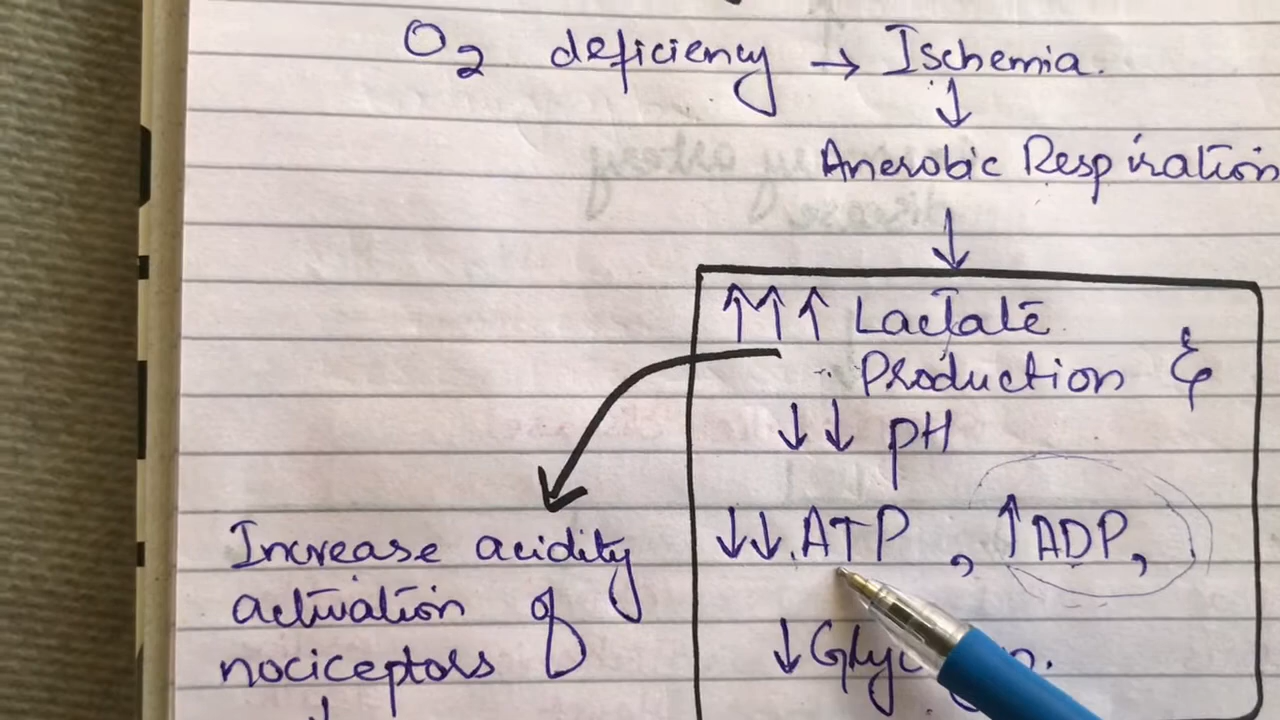 O2 deficiency → Ischemia.
↓
Anerobic Respiration
↓
↑↑↑ Lactate
Production &
↓↓ pH
↓↓ ATP, ↑ADP,
↓
Increase acidity
activation of
nociceptors
↓